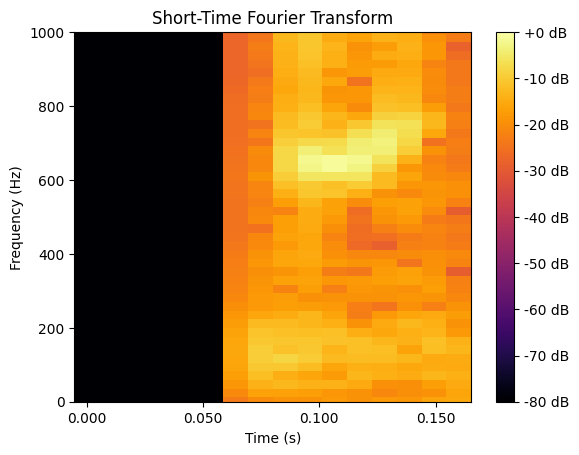 Short-Time Fourier Transform
Frequency (Hz)
1000
800
600
400
200
0
0.000
0.050
0.100
0.150
Time (s)
+0 dB
-10 dB
-20 dB
-30 dB
-40 dB
-50 dB
-60 dB
-70 dB
-80 dB